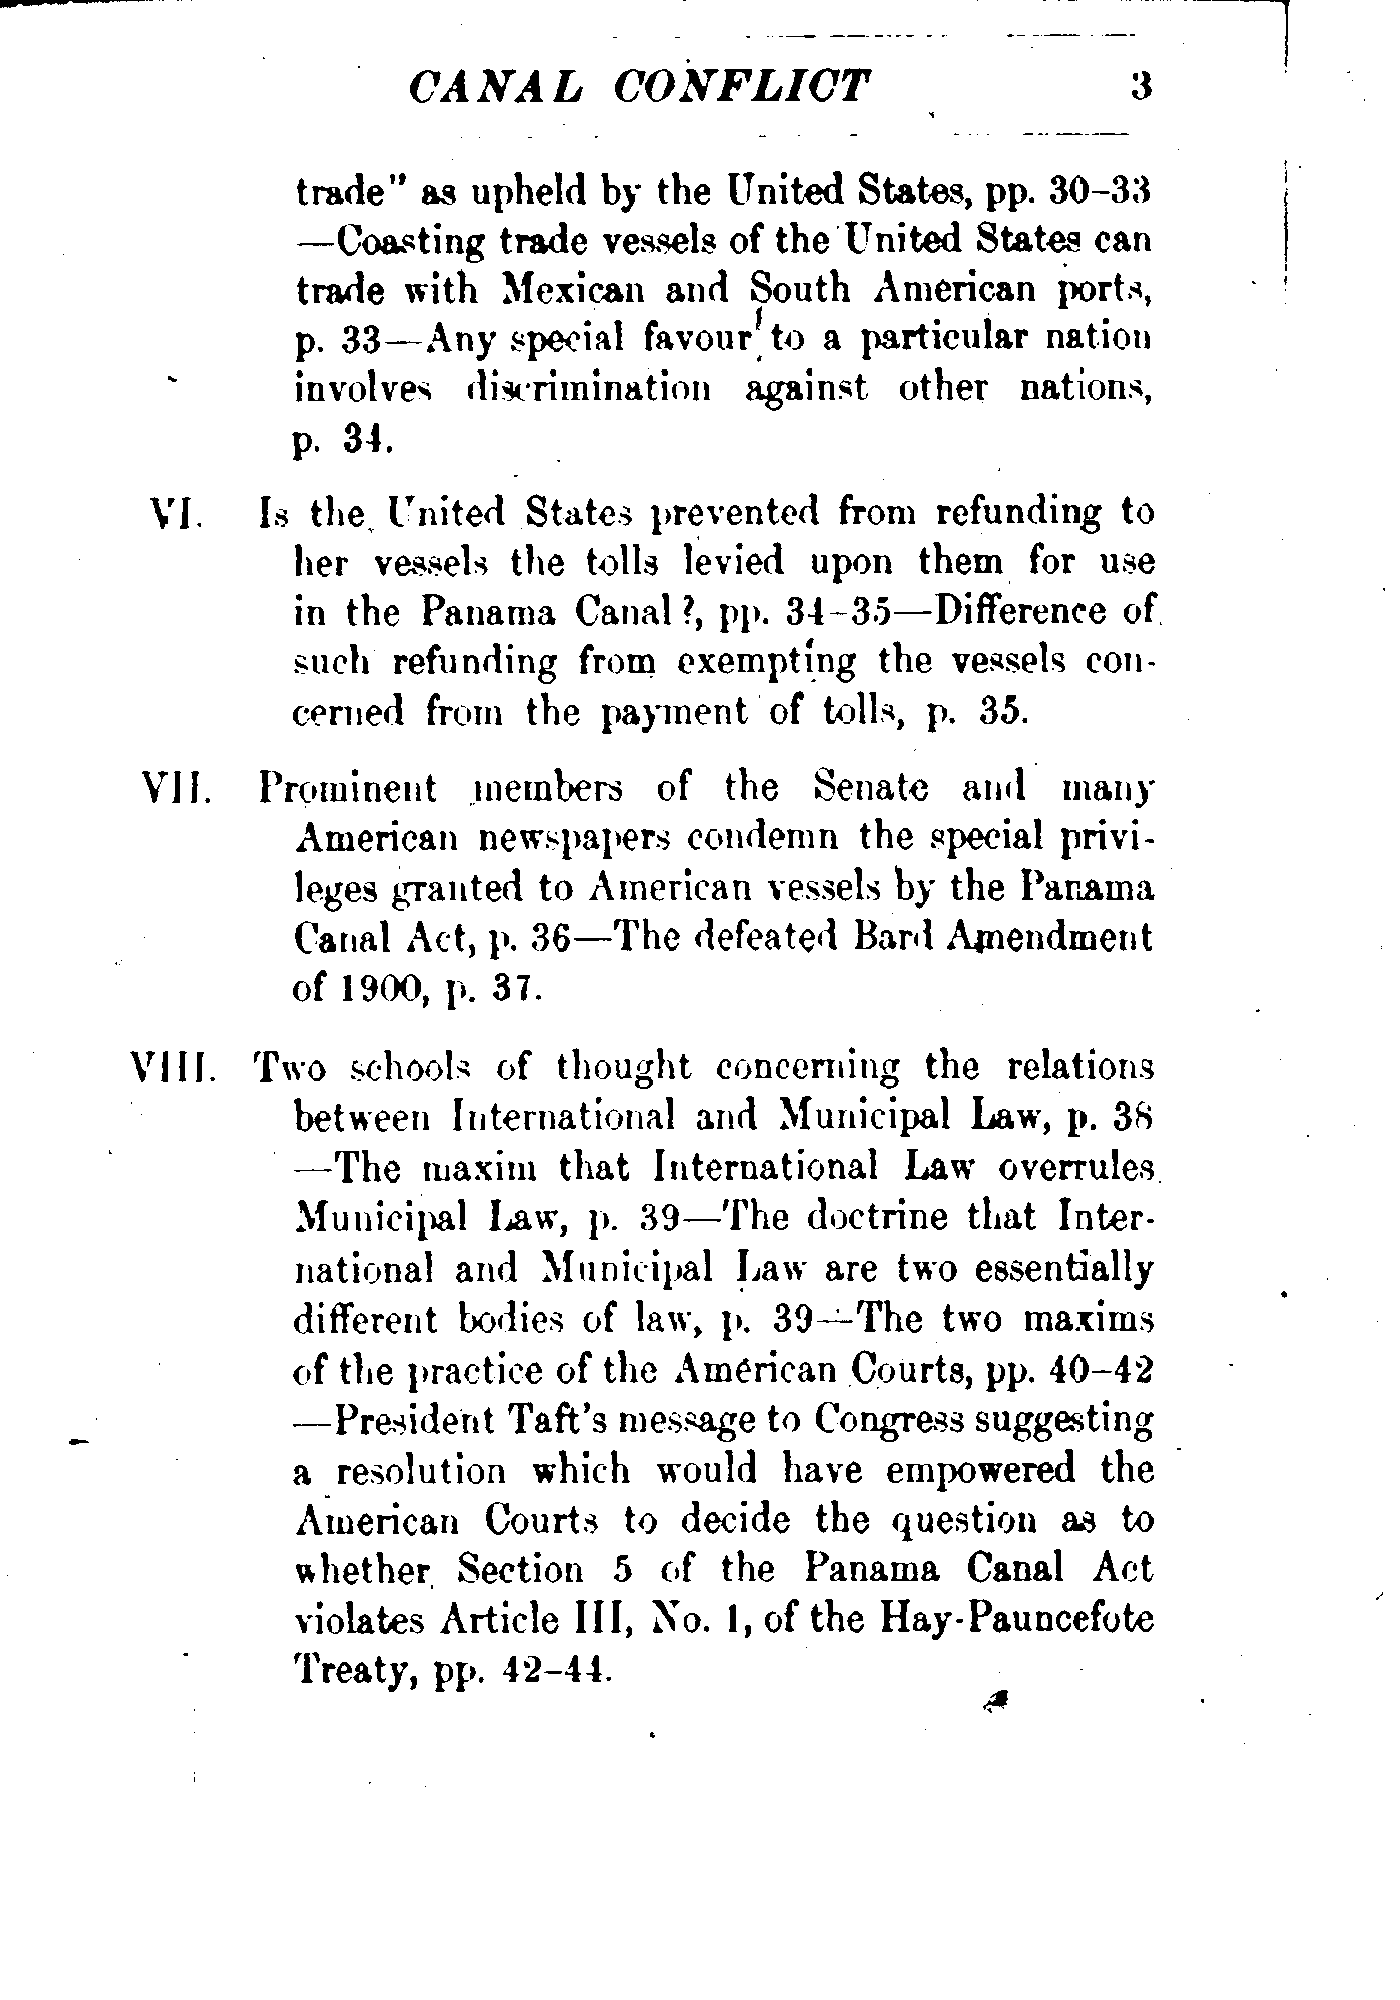 CANAL CONFLICT 3
trade" as upheld by the United States, pp. 30–33
—Coasting trade vessels of the United States can
trade with Mexican and South American ports,
p. 33—Any special favour to a particular nation
involves discrimination against other nations,
p. 34.
VI. Is the United States prevented from refunding to
her vessels the tolls levied upon them for use
in the Panama Canal?, pp. 34–35—Difference of
such refunding from exempting the vessels con-
cerned from the payment of tolls, p. 35.
VII. Prominent members of the Senate and many
American newspapers condemn the special privi-
leges granted to American vessels by the Panama
Canal Act, p. 36—The defeated Bard Amendment
of 1900, p. 37.
VIII. Two schools of thought concerning the relations
between International and Municipal Law, p. 38
—The maxim that International Law overrules
Municipal Law, p. 39—The doctrine that Inter-
national and Municipal Law are two essentially
different bodies of law, p. 39—The two maxims
of the practice of the American Courts, pp. 40–42
—President Taft's message to Congress suggesting
a resolution which would have empowered the
American Courts to decide the question as to
whether Section 5 of the Panama Canal Act
violates Article III, No. 1, of the Hay-Pauncefote
Treaty, pp. 42–44.